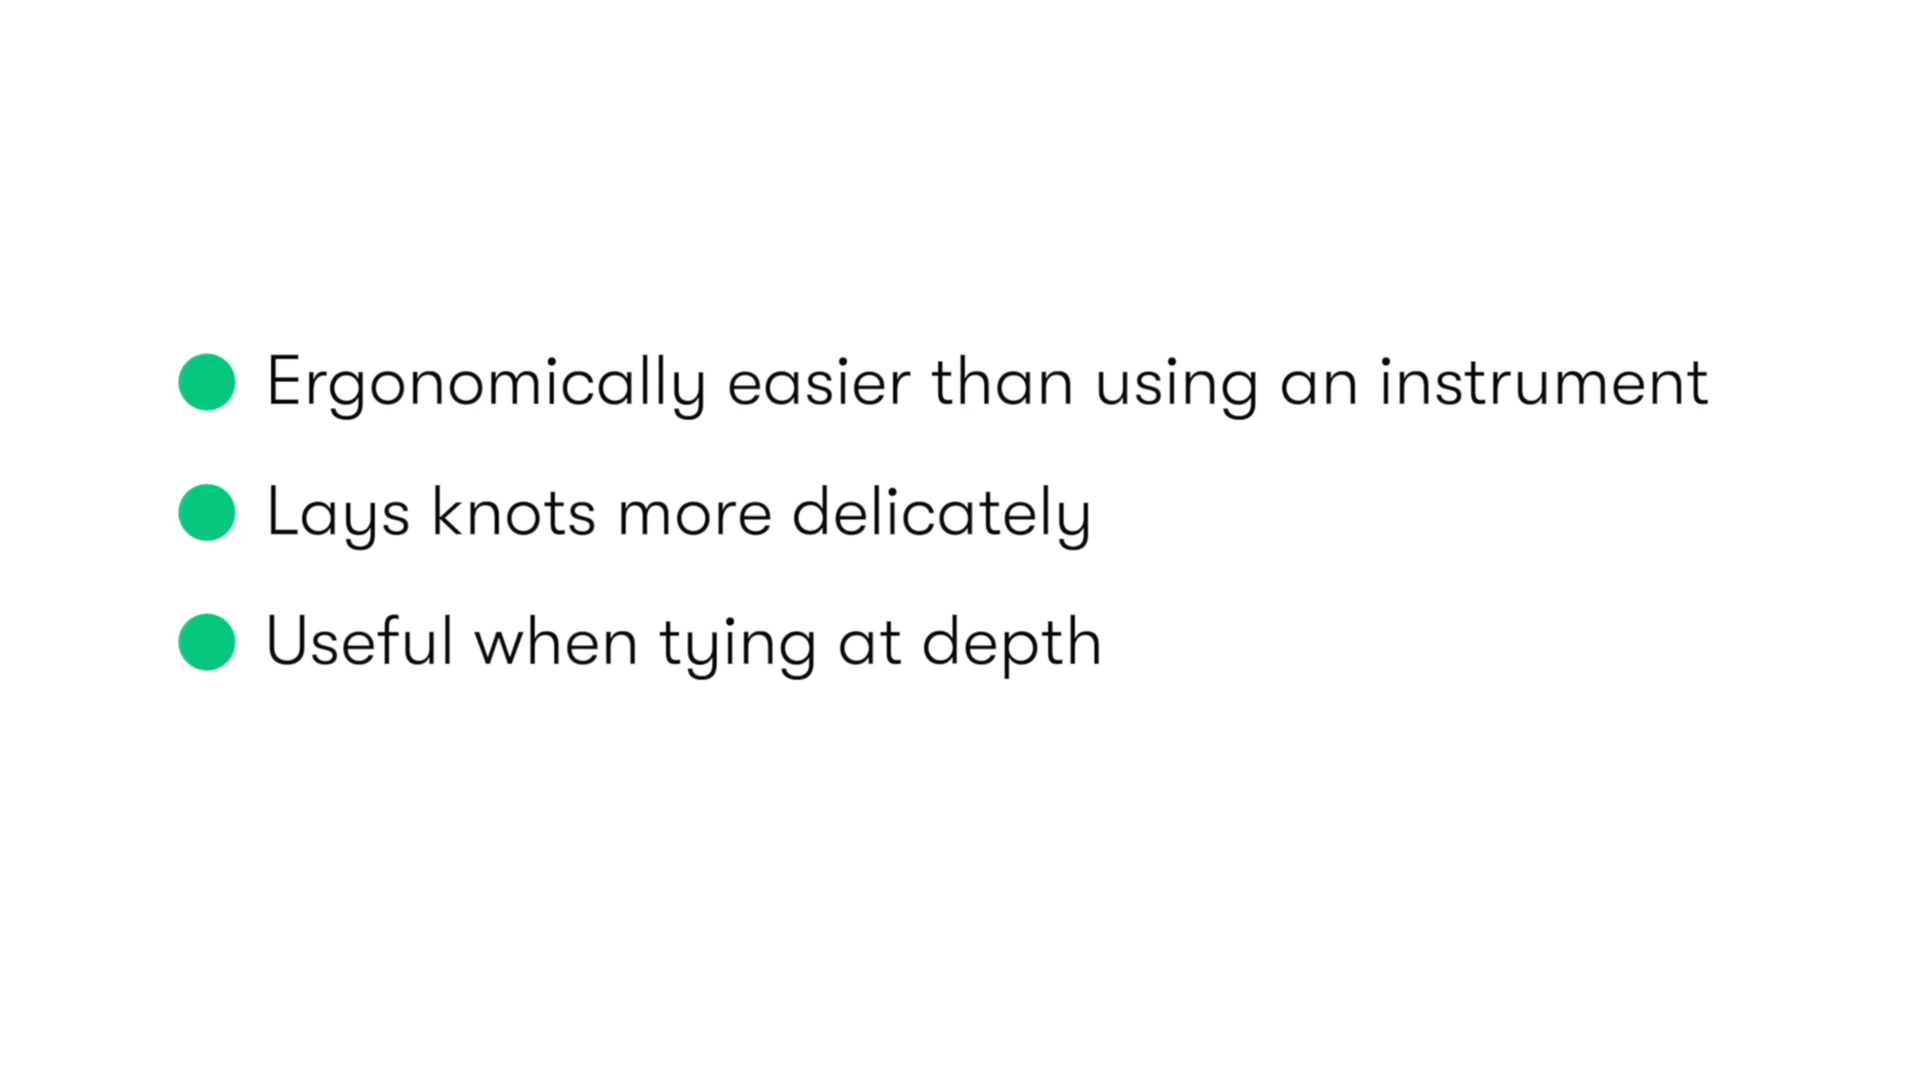 Ergonomically easier than using an instrument
Lays knots more delicately
Useful when tying at depth